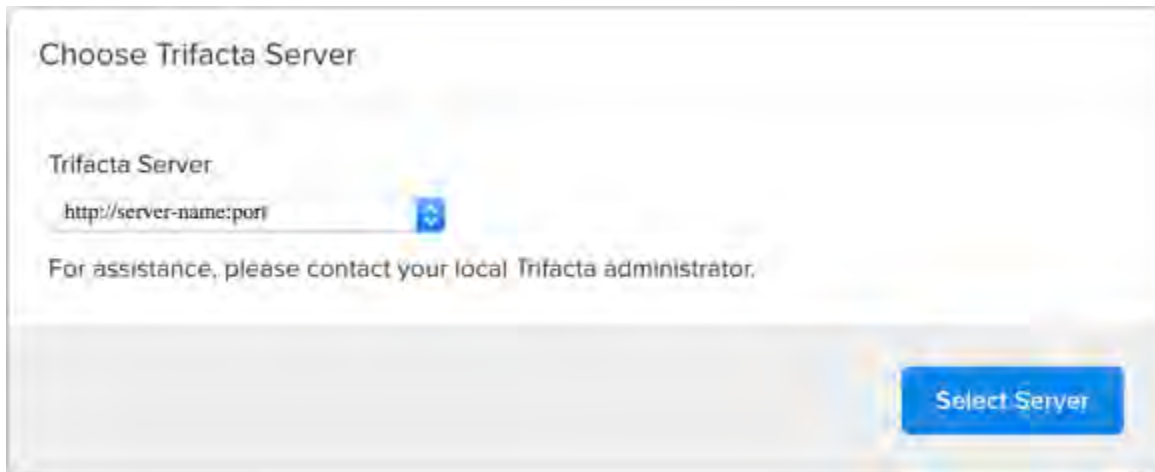 Choose Trifacta Server
Trifacta Server
http://server-name:port
For assistance, please contact your local Trifacta administrator.
Select Server